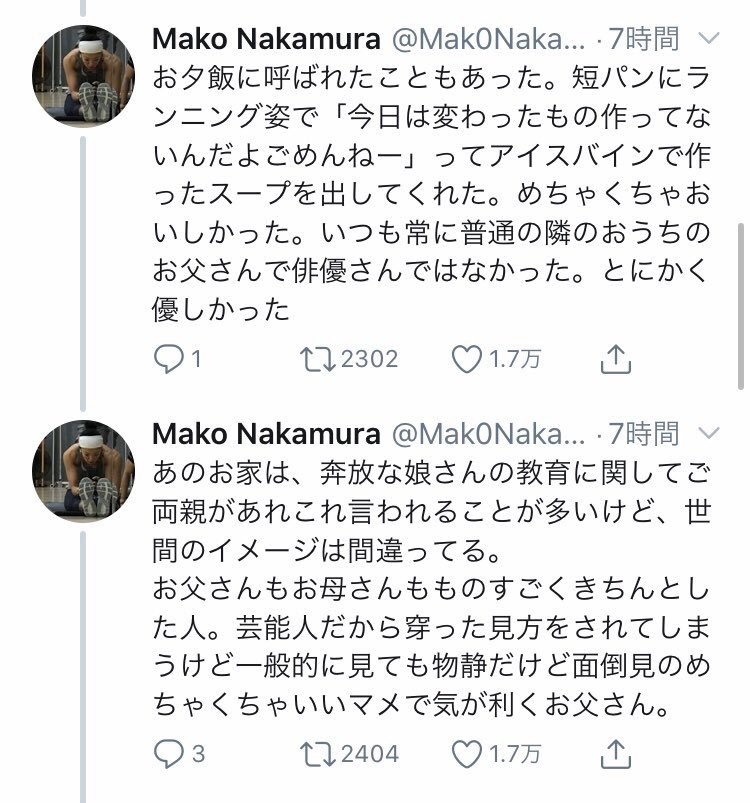 Mako Nakamura @Mak0Naka... · 7時間
お夕飯に呼ばれたこともあった。短パンにラ
ンニング姿で「今日は変わったもの作ってな
いんだよごめんねー」ってアイスバインで作
ったスープを出してくれた。めちゃくちゃお
いしかった。いつも常に普通の隣のおうちの
お父さんで俳優さんではなかった。とにかく
優しかった
1 2302 1.7万
Mako Nakamura @Mak0Naka... · 7時間
あのお家は、奔放な娘さんの教育に関してご
両親があれこれ言われることが多いけど、世
間のイメージは間違ってる。
お父さんもお母さんもものすごくきちんとし
た人。芸能人だから穿った見方をされてしま
うけど一般的に見ても物静だけど面倒見のめ
ちゃくちゃいいマメで気が利くお父さん。
3 2404 1.7万